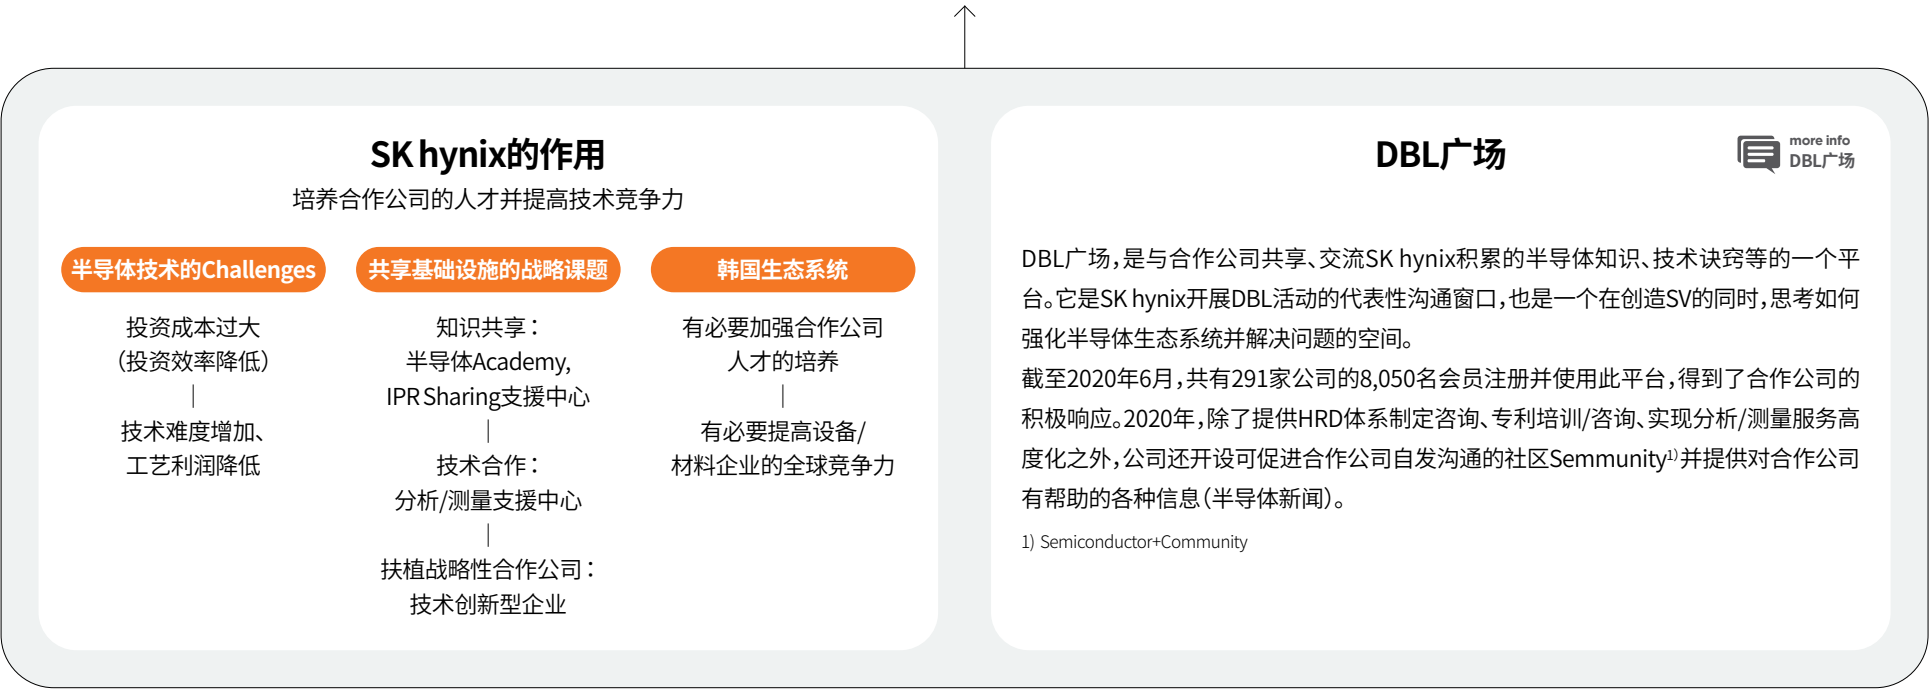 SK hynix的作用
培养合作公司的人才并提高技术竞争力
半导体技术的Challenges
投资成本过大
（投资效率降低）
技术难度增加、
工艺利润降低
共享基础设施的战略课题
知识共享：
半导体Academy,
IPR Sharing支援中心
技术合作：
分析/测量支援中心
扶植战略性合作公司：
技术创新型企业
韩国生态系统
有必要加强合作公司
人才的培养
有必要提高设备/
材料企业的全球竞争力
DBL广场
more info
DBL广场
DBL广场，是与合作公司共享、交流SK hynix积累的半导体知识、技术诀窍等的一个平
台。它是SK hynix开展DBL活动的代表性沟通窗口，也是一个在创造SV的同时，思考如何
强化半导体生态系统并解决问题的空间。
截至2020年6月，共有291家公司的8,050名会员注册并使用此平台，得到了合作公司的
积极响应。2020年，除了提供HRD体系制定咨询、专利培训/咨询、实现分析/测量服务高
度化之外，公司还开设可促进合作公司自发沟通的社区Semmunity1)并提供对合作公司
有帮助的各种信息（半导体新闻）。
1) Semiconductor+Community